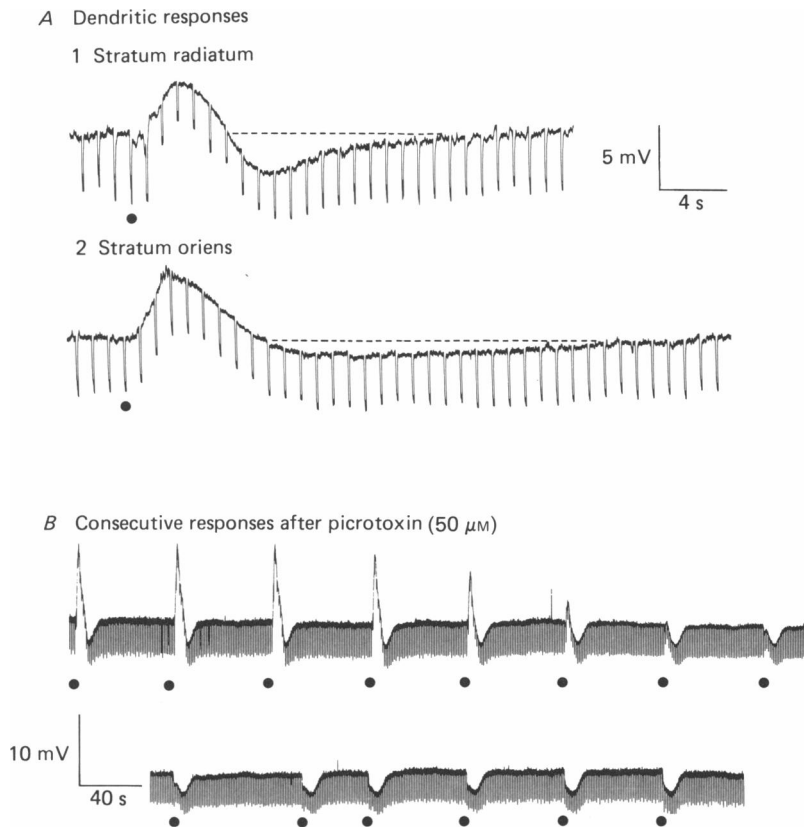 A Dendritic responses
1 Stratum radiatum
5 mV
4 s
2 Stratum oriens
B Consecutive responses after picrotoxin (50 μM)
10 mV
40 s